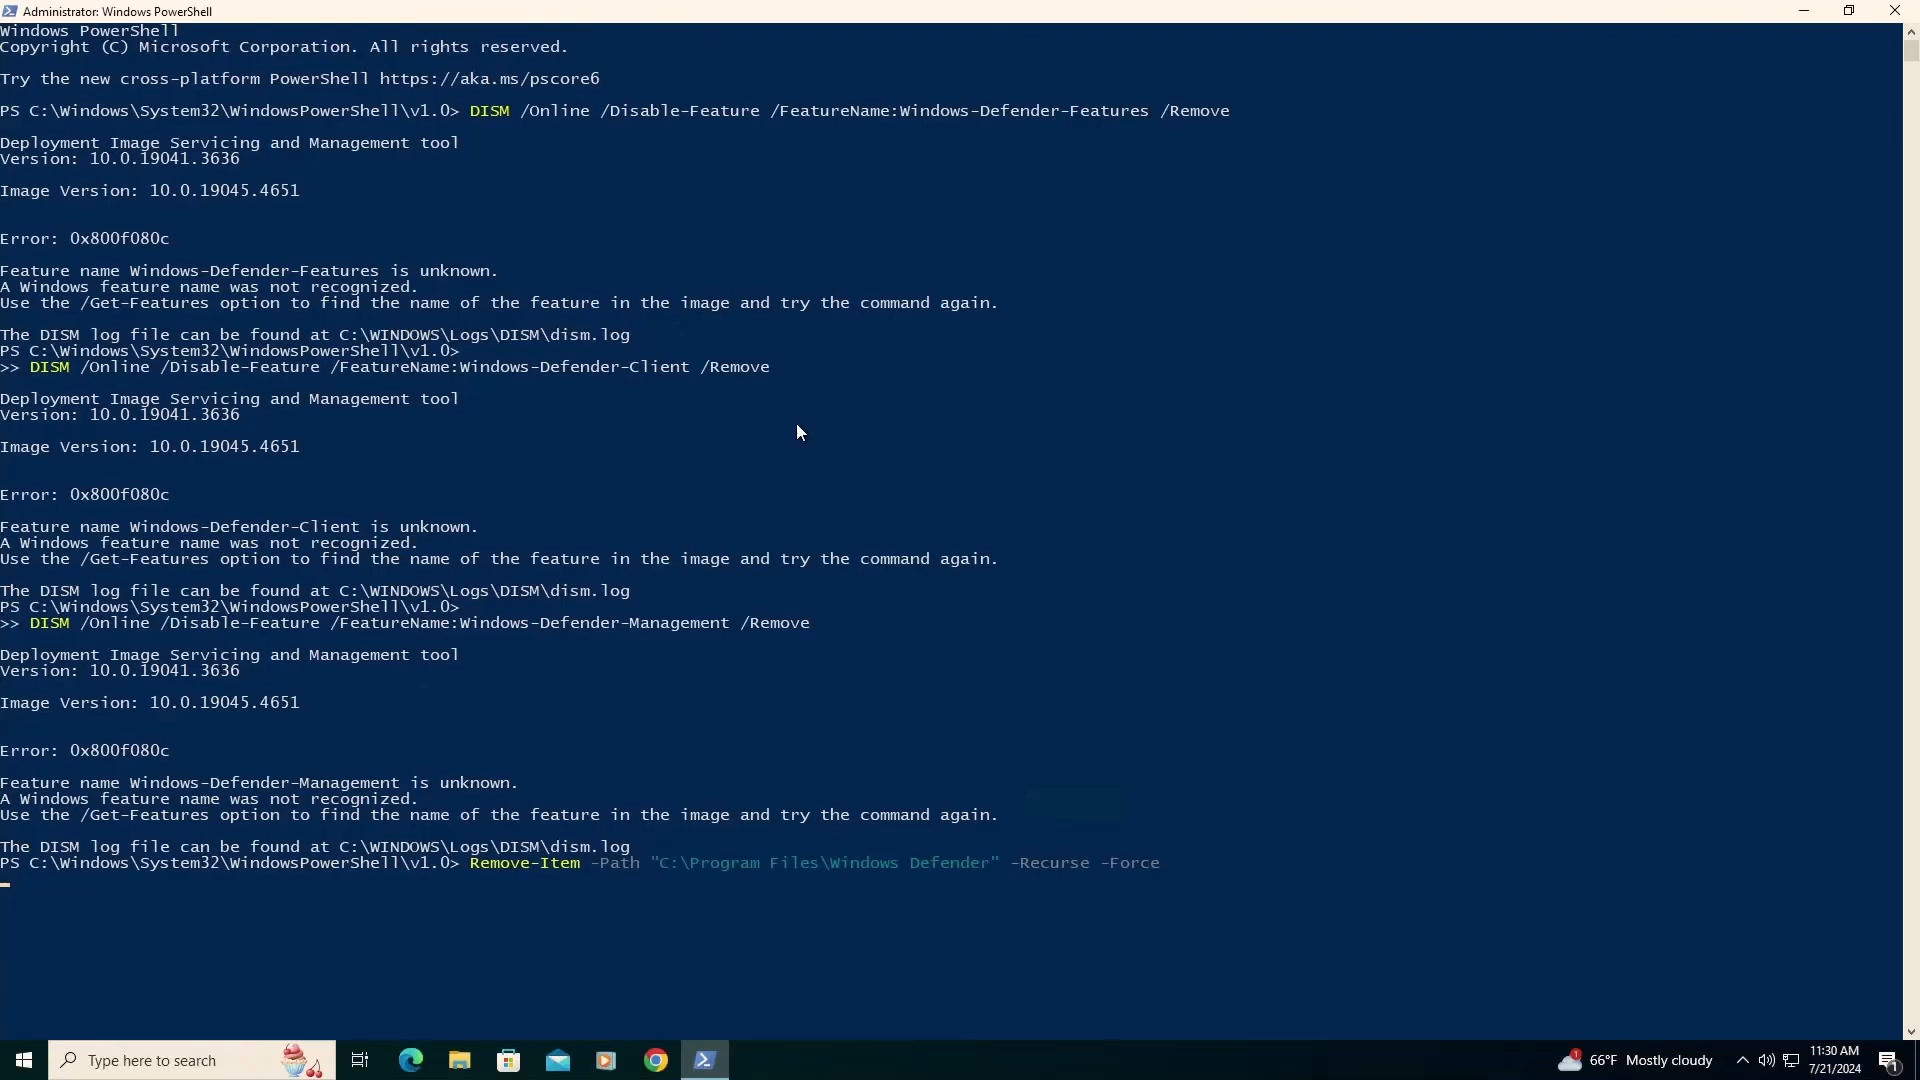 Administrator: Windows PowerShell
Windows PowerShell
Copyright (C) Microsoft Corporation. All rights reserved.
Try the new cross-platform PowerShell https://aka.ms/pscore6
PS C:\Windows\System32\WindowsPowerShell\v1.0> DISM /Online /Disable-Feature /FeatureName:Windows-Defender-Features /Remove
Deployment Image Servicing and Management tool
Version: 10.0.19041.3636
Image Version: 10.0.19045.4651
Error: 0x800f080c
Feature name Windows-Defender-Features is unknown.
A Windows feature name was not recognized.
Use the /Get-Features option to find the name of the feature in the image and try the command again.
The DISM log file can be found at C:\WINDOWS\Logs\DISM\dism.log
PS C:\Windows\System32\WindowsPowerShell\v1.0>
>> DISM /Online /Disable-Feature /FeatureName:Windows-Defender-Client /Remove
Deployment Image Servicing and Management tool
Version: 10.0.19041.3636
Image Version: 10.0.19045.4651
Error: 0x800f080c
Feature name Windows-Defender-Client is unknown.
A Windows feature name was not recognized.
Use the /Get-Features option to find the name of the feature in the image and try the command again.
The DISM log file can be found at C:\WINDOWS\Logs\DISM\dism.log
PS C:\Windows\System32\WindowsPowerShell\v1.0>
>> DISM /Online /Disable-Feature /FeatureName:Windows-Defender-Management /Remove
Deployment Image Servicing and Management tool
Version: 10.0.19041.3636
Image Version: 10.0.19045.4651
Error: 0x800f080c
Feature name Windows-Defender-Management is unknown.
A Windows feature name was not recognized.
Use the /Get-Features option to find the name of the feature in the image and try the command again.
The DISM log file can be found at C:\WINDOWS\Logs\DISM\dism.log
PS C:\Windows\System32\WindowsPowerShell\v1.0> Remove-Item -Path "C:\Program Files\Windows Defender" -Recurse -Force
Type here to search
1
66°F Mostly cloudy
11:30 AM
7/21/2024
1